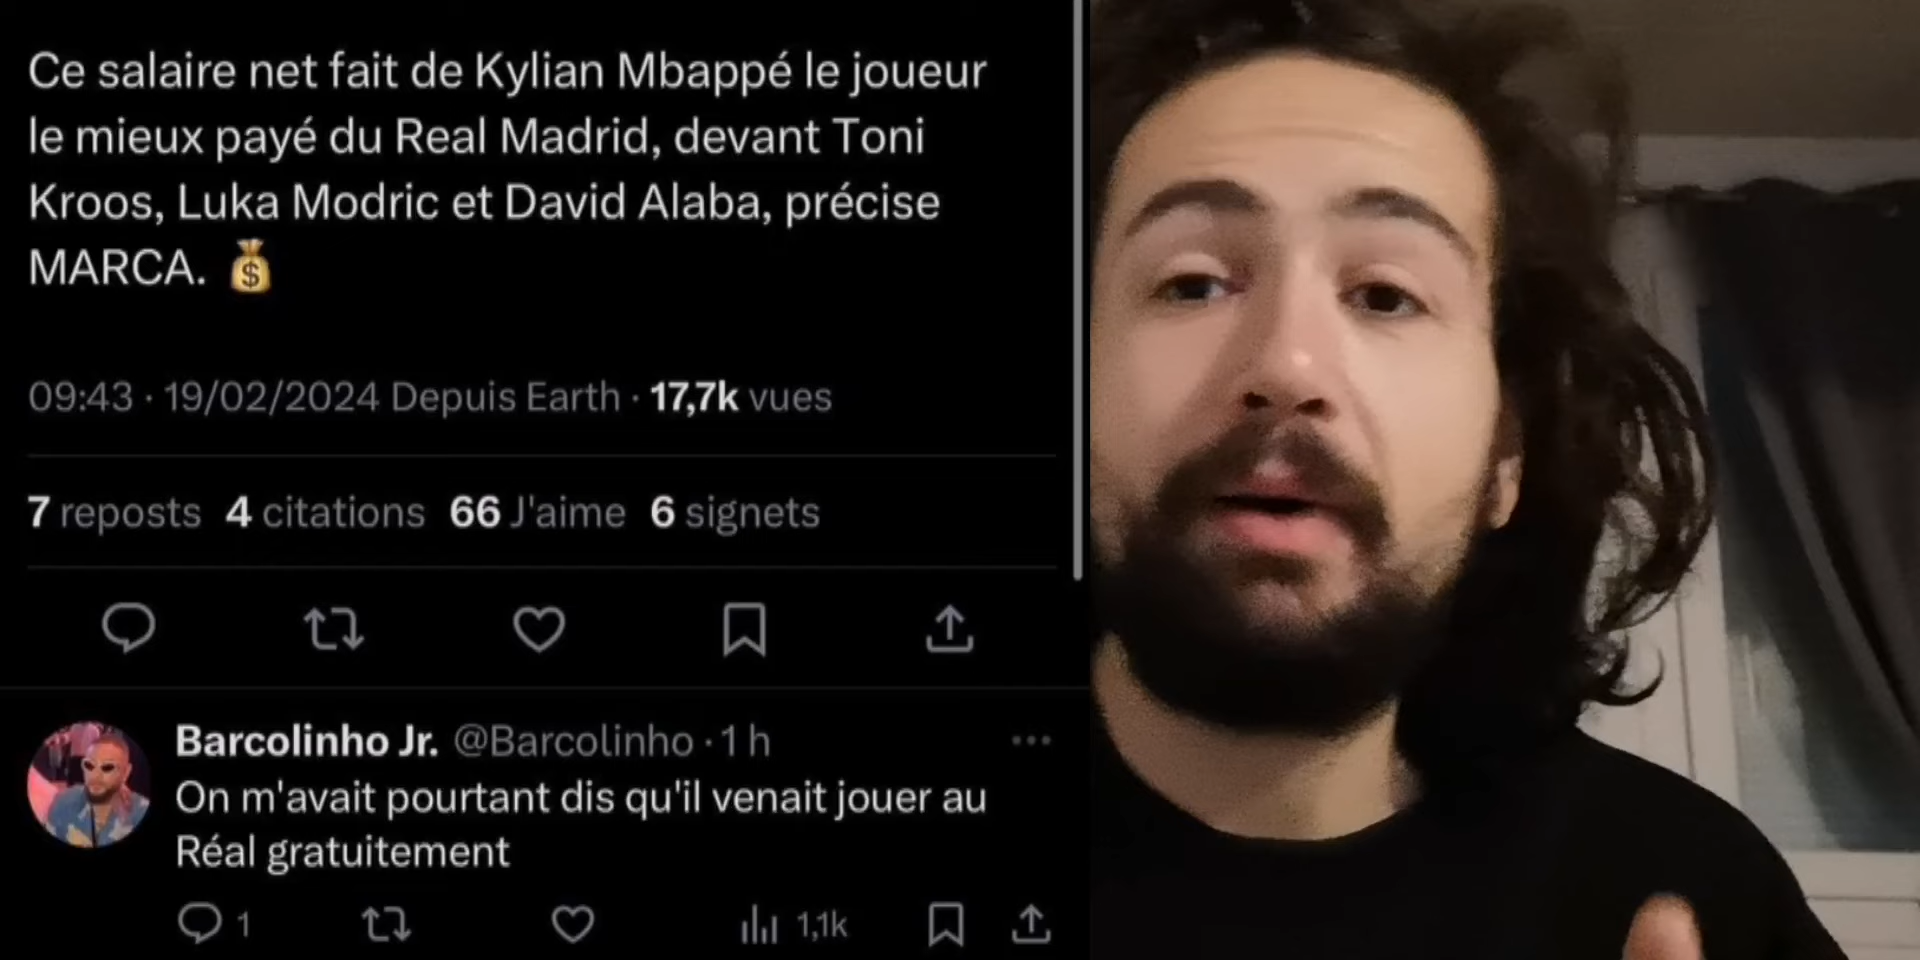 Ce salaire net fait de Kylian Mbappé le joueur
le mieux payé du Real Madrid, devant Toni
Kroos, Luka Modric et David Alaba, précise
MARCA. 💰
09:43 · 19/02/2024 Depuis Earth · 17,7k vues
7 reposts 4 citations 66 J'aime 6 signets
Barcolinho Jr. @Barcolinho · 1 h
On m'avait pourtant dis qu'il venait jouer au
Réal gratuitement
1 1,1k